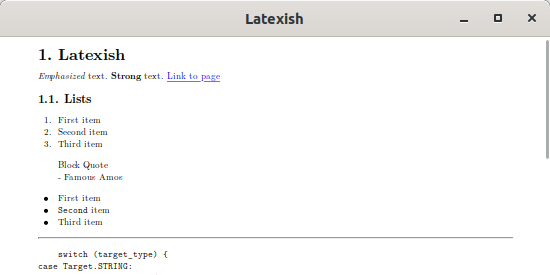 Latexish
1. Latexish
Emphasized text. Strong text. Link to page
1.1. Lists
1. First item
2. Second item
3. Third item
Block Quote
- Famous Amos
• First item
• Second item
• Third item
switch (target_type) {
case Target.STRING: